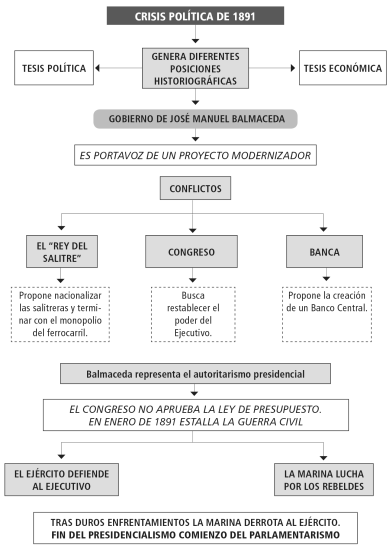 CRISIS POLÍTICA DE 1891
GENERA DIFERENTES
POSICIONES
HISTORIOGRÁFICAS
TESIS POLÍTICA
TESIS ECONÓMICA
GOBIERNO DE JOSÉ MANUEL BALMACEDA
ES PORTAVOZ DE UN PROYECTO MODERNIZADOR
CONFLICTOS
EL “REY DEL
SALITRE”
CONGRESO
BANCA
Propone nacionalizar
las salitreras y termi-
nar con el monopolio
del ferrocarril.
Busca
restablecer el
poder del
Ejecutivo.
Propone la creación
de un Banco Central.
Balmaceda representa el autoritarismo presidencial
EL CONGRESO NO APRUEBA LA LEY DE PRESUPUESTO.
EN ENERO DE 1891 ESTALLA LA GUERRA CIVIL
EL EJÉRCITO DEFIENDE
AL EJECUTIVO
LA MARINA LUCHA
POR LOS REBELDES
TRAS DUROS ENFRENTAMIENTOS LA MARINA DERROTA AL EJÉRCITO.
FIN DEL PRESIDENCIALISMO COMIENZO DEL PARLAMENTARISMO